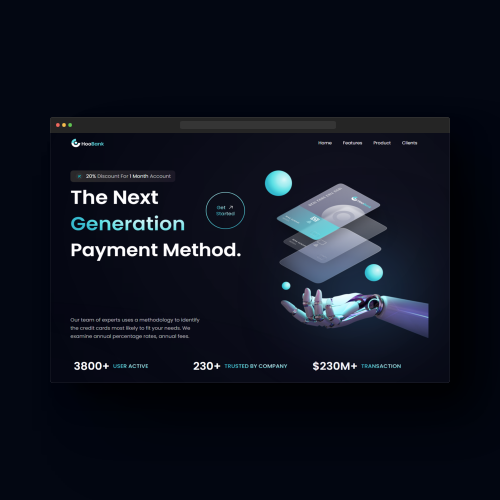 HooBank
Home Features Product Clients
20% Discount For 1 Month Account
The Next
Generation
Payment Method.
Get
Started
Our team of experts uses a methodology to identify
the credit cards most likely to fit your needs. We
examine annual percentage rates, annual fees.
3800+ USER ACTIVE
230+ TRUSTED BY COMPANY
$230M+ TRANSACTION